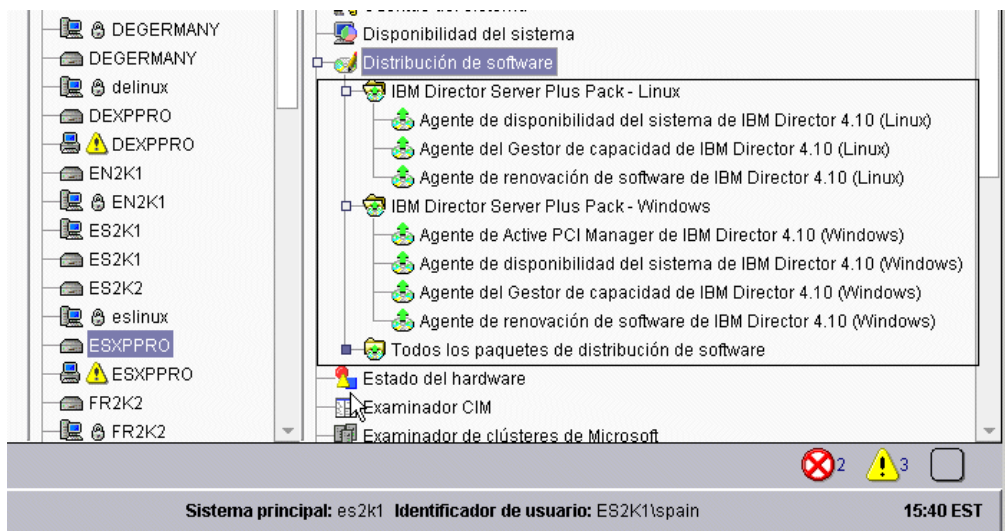 DEGERMANY
DEGERMANY
delinux
DEXPPRO
DEXPPRO
EN2K1
EN2K1
ES2K1
ES2K1
ES2K2
eslinux
ESXPPRO
ESXPPRO
FR2K2
FR2K2
Disponibilidad del sistema
Distribución de software
IBM Director Server Plus Pack - Linux
Agente de disponibilidad del sistema de IBM Director 4.10 (Linux)
Agente del Gestor de capacidad de IBM Director 4.10 (Linux)
Agente de renovación de software de IBM Director 4.10 (Linux)
IBM Director Server Plus Pack - Windows
Agente de Active PCI Manager de IBM Director 4.10 (Windows)
Agente de disponibilidad del sistema de IBM Director 4.10 (Windows)
Agente del Gestor de capacidad de IBM Director 4.10 (Windows)
Agente de renovación de software de IBM Director 4.10 (Windows)
Todos los paquetes de distribución de software
Estado del hardware
Examinador CIM
Examinador de clústeres de Microsoft
2 3
Sistema principal: es2k1 Identificador de usuario: ES2K1\spain 15:40 EST